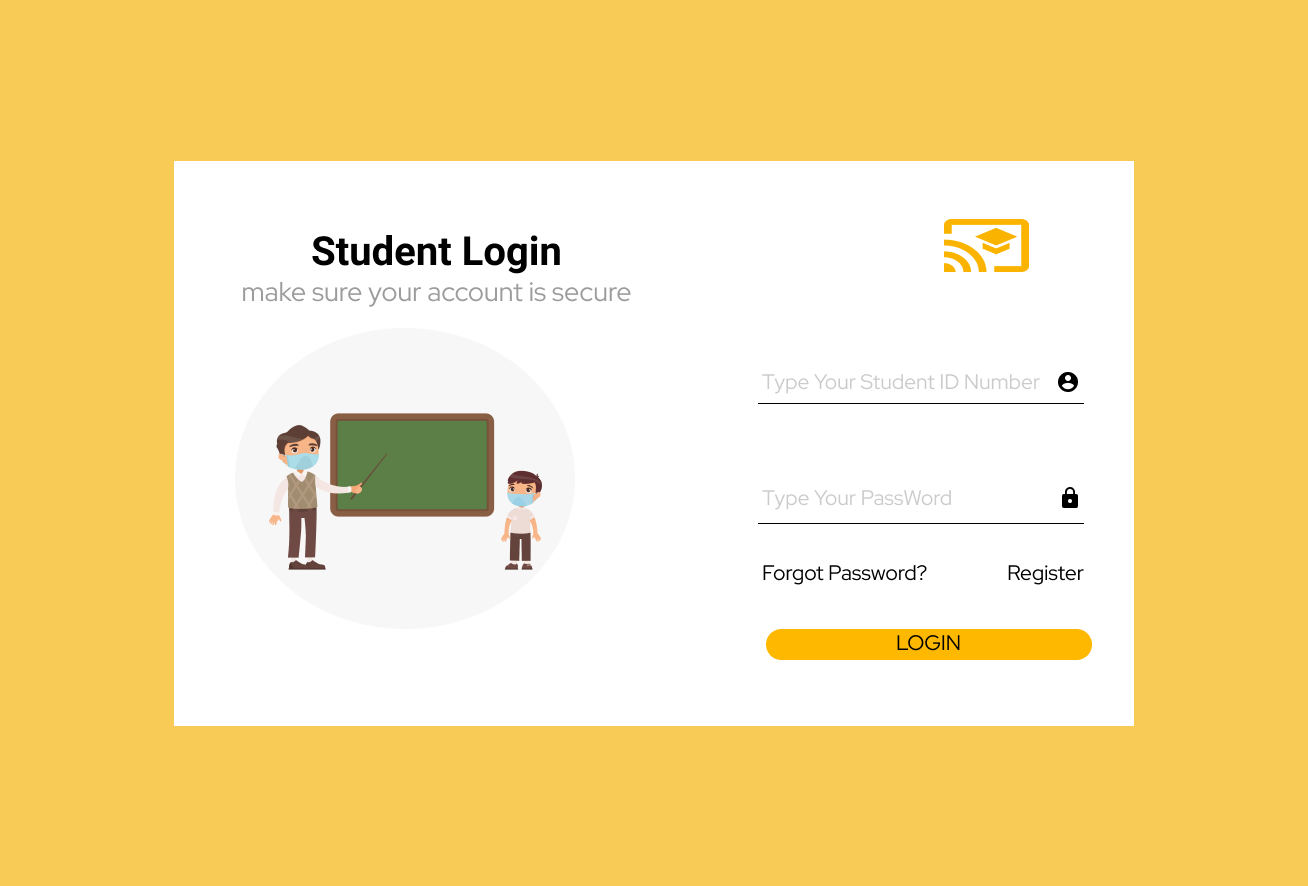 Student Login
make sure your account is secure
Type Your Student ID Number
Type Your PassWord
Forgot Password? Register
LOGIN